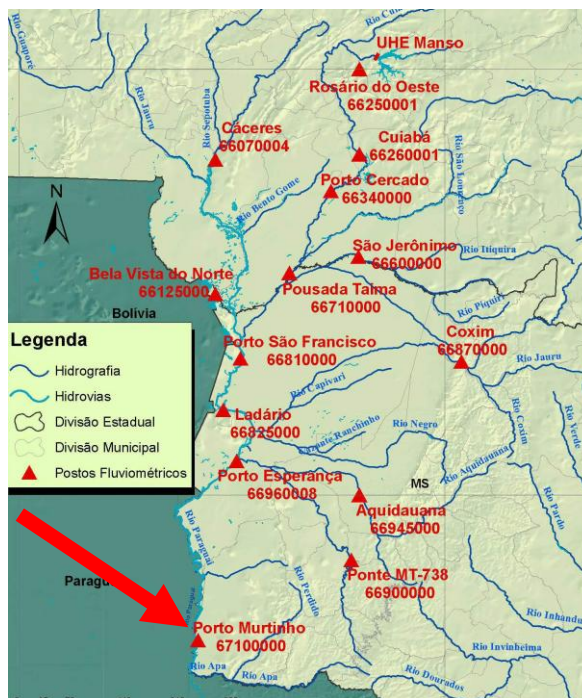 Rio Guaporé
Rio Jauru
Rio Sepotuba
UHE Manso
Rosário do Oeste
66250001
Cáceres
66070004
Cuiabá
66260001
Rio São Lourenço
Porto Cercado
66340000
Rio Bento Gome
N
São Jerônimo
66600000
Rio Itiquira
Bela Vista do Norte
66125000
Pousada Taima
66710000
Rio Piquiri
Bolívia
Coxim
66870000
Porto São Francisco
66810000
Rio Jauru
Rio Capivari
Legenda
Hidrografia
Hidrovias
Divisão Estadual
Divisão Municipal
Postos Fluviométricos
Ladário
66825000
Ranchinho
Rio Negro
Rio Coxim
Rio Verde
Rio Aquidauana
Porto Esperança
66960008
MS
Aquidauana
66945000
Rio Pardo
Rio Paraguai
Ponte MT-738
66900000
Rio Perdido
Rio Inhandu
Rio Invinheima
Porto Murtinho
67100000
Rio Apa
Rio Apa
Rio Dourados